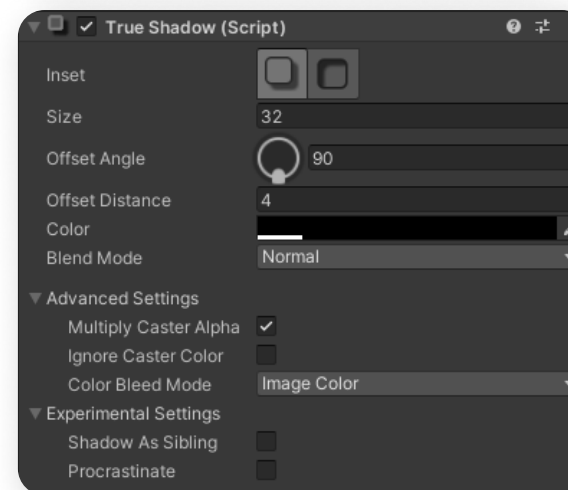 True Shadow (Script)
Inset
Size 32
Offset Angle 90
Offset Distance 4
Color
Blend Mode Normal
Advanced Settings
Multiply Caster Alpha
Ignore Caster Color
Color Bleed Mode Image Color
Experimental Settings
Shadow As Sibling
Procrastinate